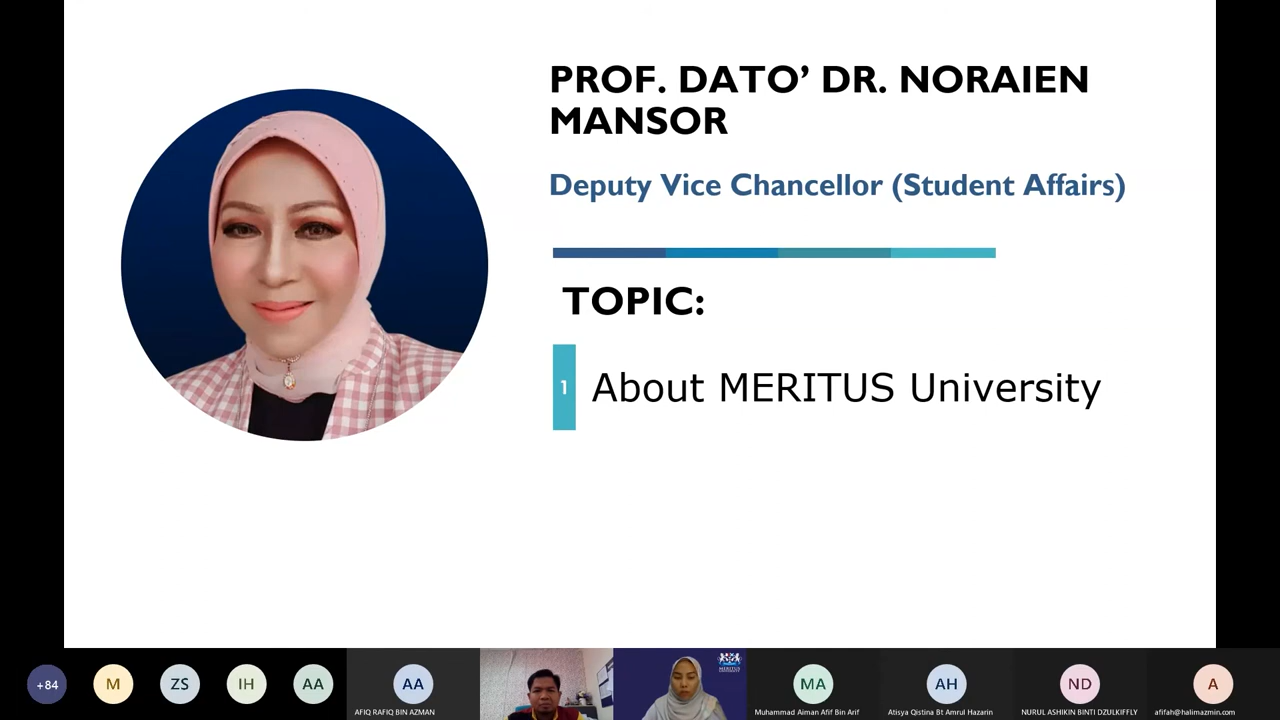 PROF. DATO’ DR. NORAIEN
MANSOR
Deputy Vice Chancellor (Student Affairs)
TOPIC:
1 About MERITUS University
+84
M
ZS
IH
AA
AA
AFIQ RAFIQ BIN AZMAN
MERITUS
UNIVERSITY
MA
Muhammad Aiman Afif Bin Arif
AH
Atisya Qistina Bt Amrul Hazarin
ND
NURUL ASHIKIN BINTI DZULKIFFLY
A
afifah@halimazmin.com